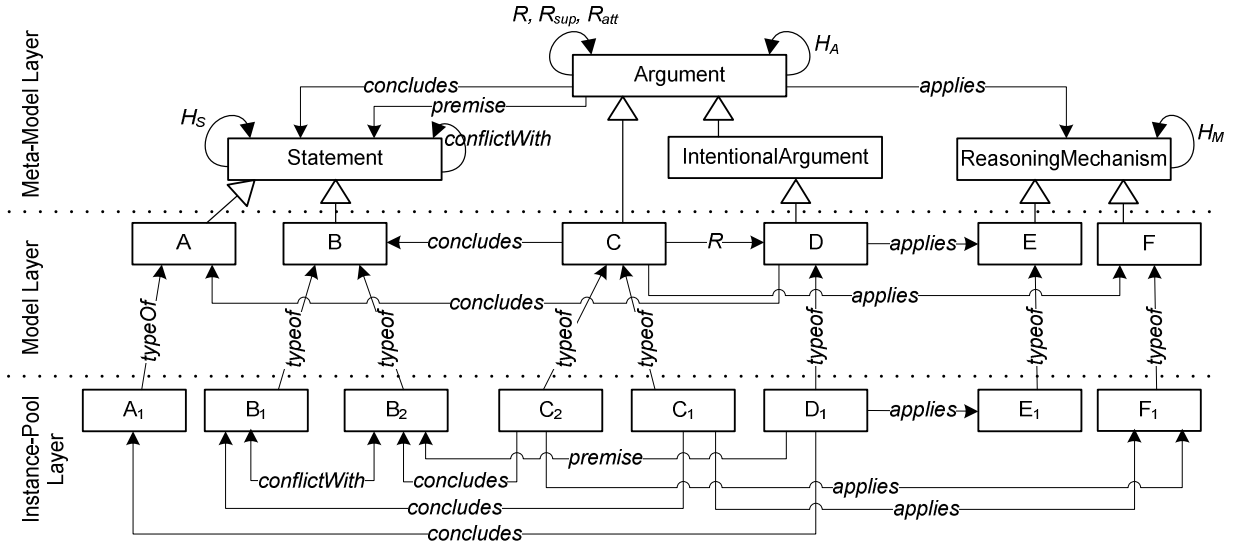 Meta-Model Layer
R, Rsup, Ratt
HA
Argument
concludes
applies
premise
HS
conflictWith
HM
Statement
IntentionalArgument
ReasoningMechanism
Model Layer
A
B
concludes
C
R
D
applies
E
F
concludes
applies
typeOf
typeof
typeof
typeof
typeof
typeof
typeof
typeof
Instance-Pool
Layer
A1
B1
B2
C2
C1
D1
applies
E1
F1
premise
conflictWith
concludes
applies
concludes
applies
concludes